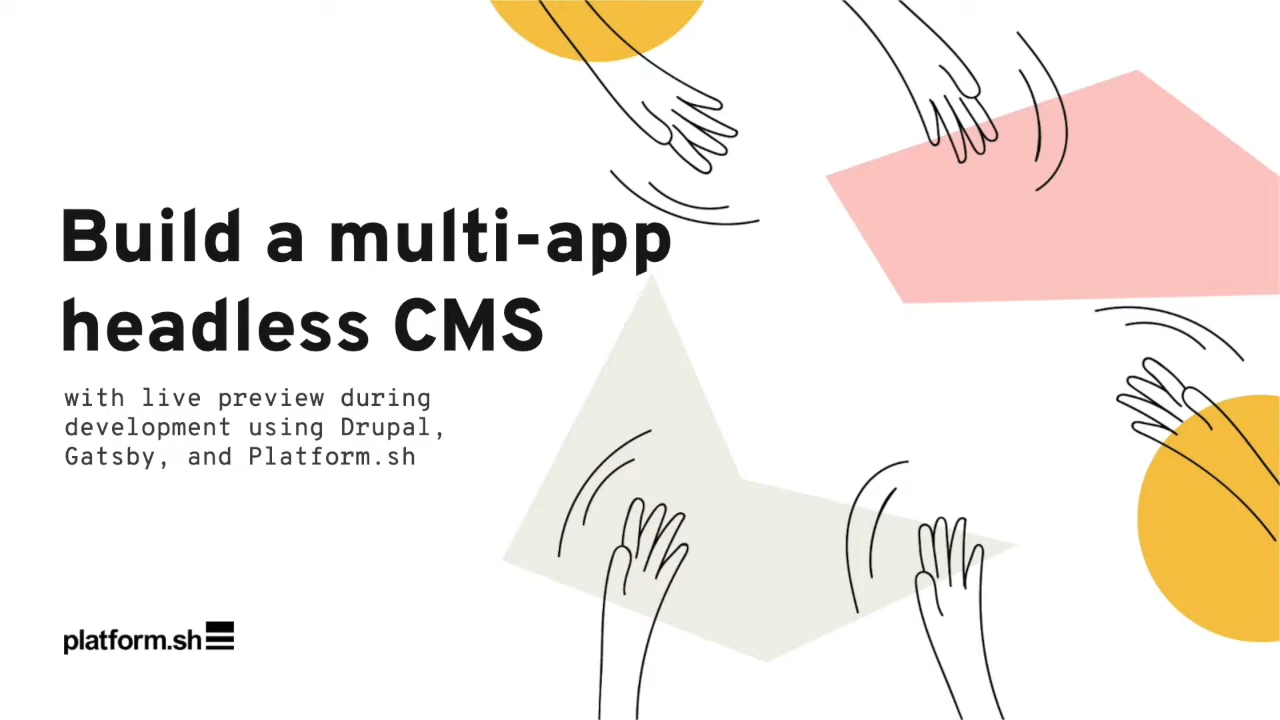 Build a multi-app
headless CMS
with live preview during
development using Drupal,
Gatsby, and Platform.sh
platform.sh